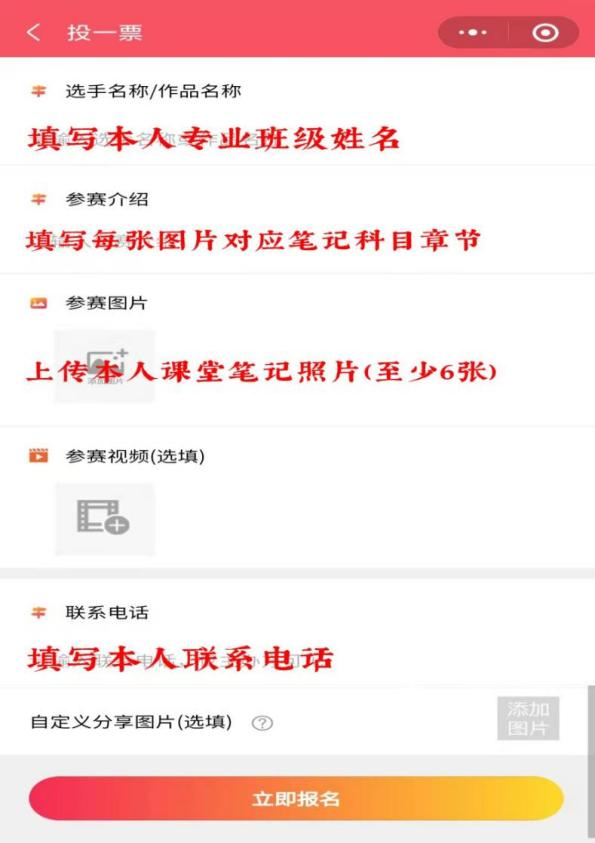 投一票
选手名称/作品名称
填写本人专业班级姓名
参赛介绍
填写每张图片对应笔记科目章节
参赛图片
上传本人课堂笔记照片(至少6张)
参赛视频(选填)
联系电话
填写本人联系电话
自定义分享图片(选填)
添加
图片
立即报名